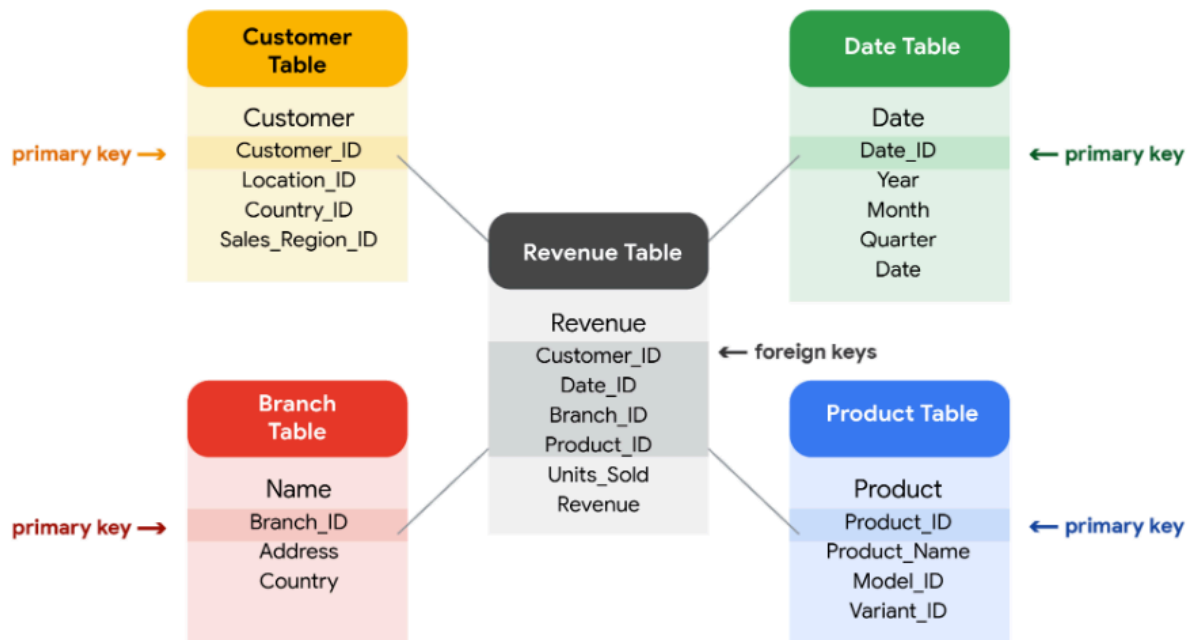 Customer
Table
Customer
primary key →
Customer_ID
Location_ID
Country_ID
Sales_Region_ID
Date Table
Date
Date_ID
← primary key
Year
Month
Quarter
Date
Revenue Table
Revenue
← foreign keys
Customer_ID
Date_ID
Branch_ID
Product_ID
Units_Sold
Revenue
Branch
Table
Name
primary key →
Branch_ID
Address
Country
Product Table
Product
Product_ID
← primary key
Product_Name
Model_ID
Variant_ID